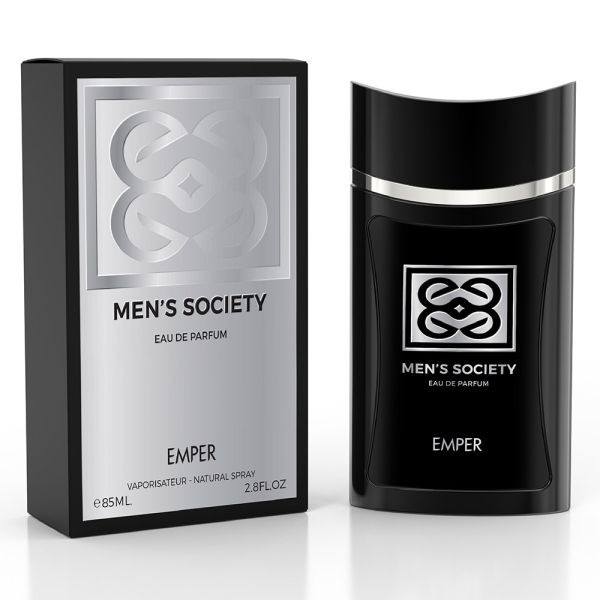 MEN'S SOCIETY
EAU DE PARFUM
EMPER
VAPORISATEUR - NATURAL SPRAY
℮85ML. 2.8FL.OZ
MEN'S SOCIETY
EAU DE PARFUM
EMPER